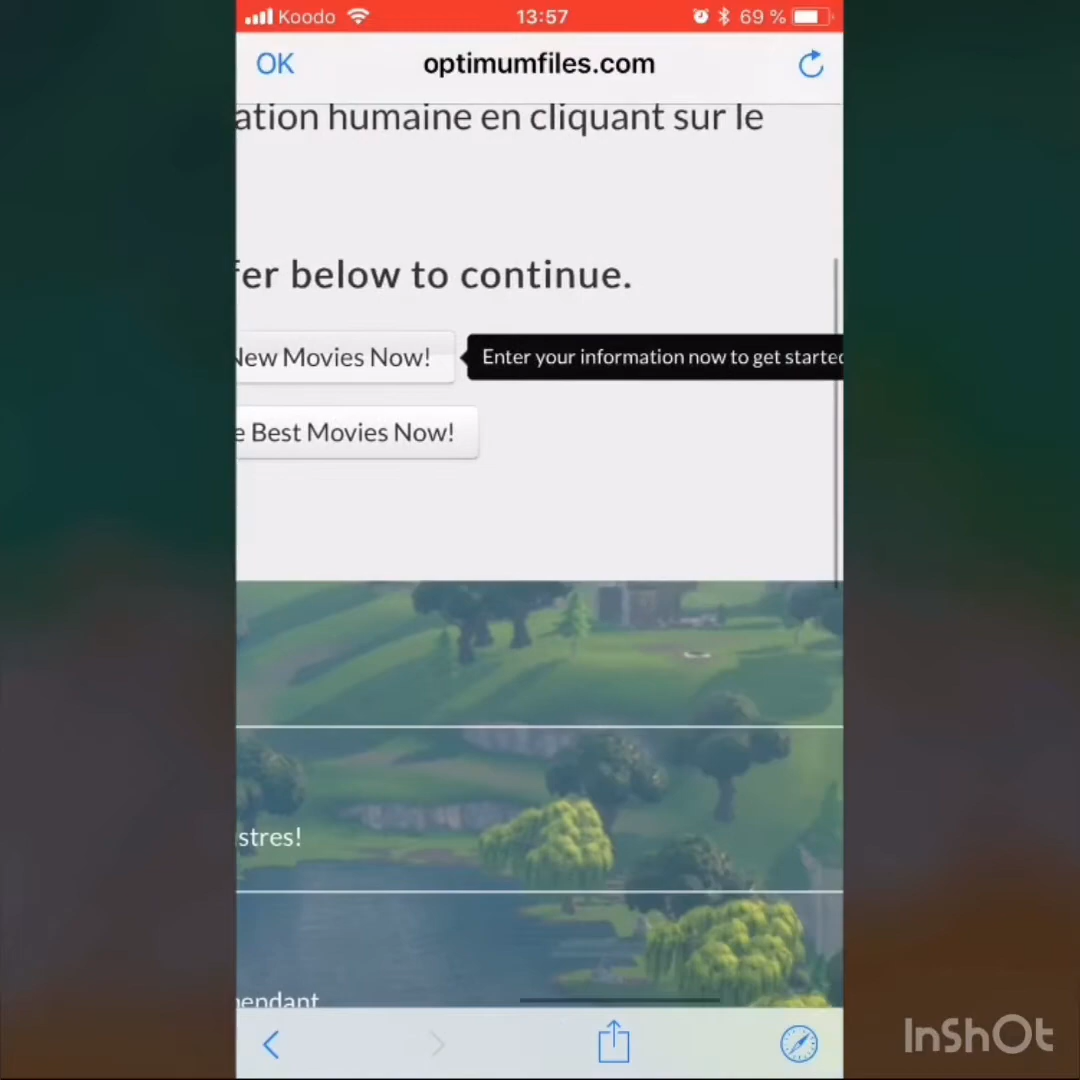 Koodo 13:57 69 %
OK optimumfiles.com
ation humaine en cliquant sur le
fer below to continue.
New Movies Now! Enter your information now to get started
e Best Movies Now!
stres!
pendant
InShOt